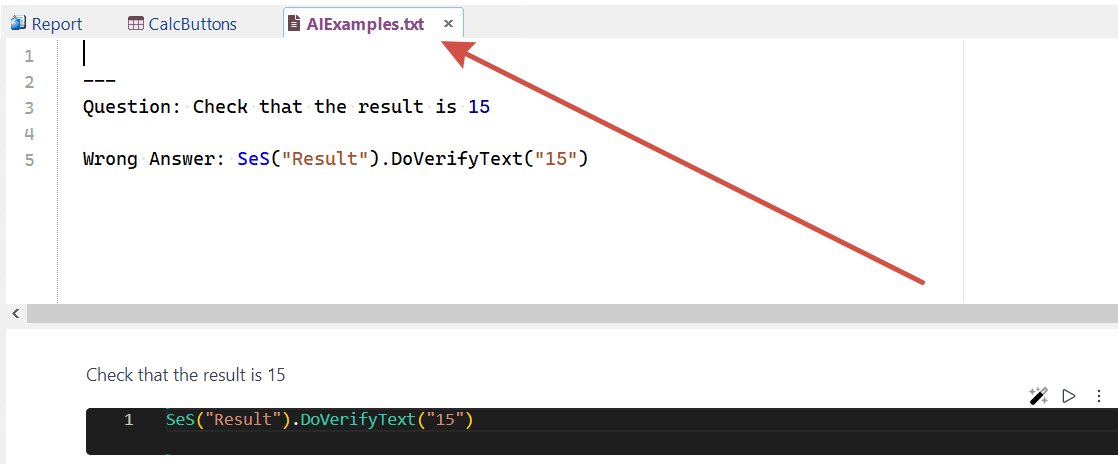 Report CalcButtons AIExamples.txt ×
1
2 ---
3 Question: Check that the result is 15
4
5 Wrong Answer: SeS("Result").DoVerifyText("15")
Check that the result is 15
1 SeS("Result").DoVerifyText("15")